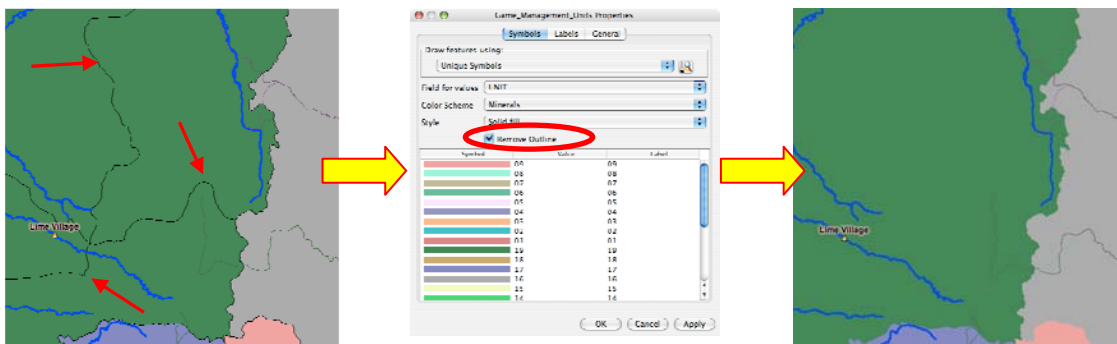 Lime Village
Game_Management_Units Properties
Symbols Labels General
Draw features using:
Unique Symbols
Field for values UNIT
Color Scheme Minerals
Style Solid fill
Remove Outline
Symbol Value Label
09 09
08 08
07 07
06 06
05 05
04 04
03 03
02 02
01 01
19 19
18 18
17 17
16 16
15 15
14 14
OK Cancel Apply
Lime Village